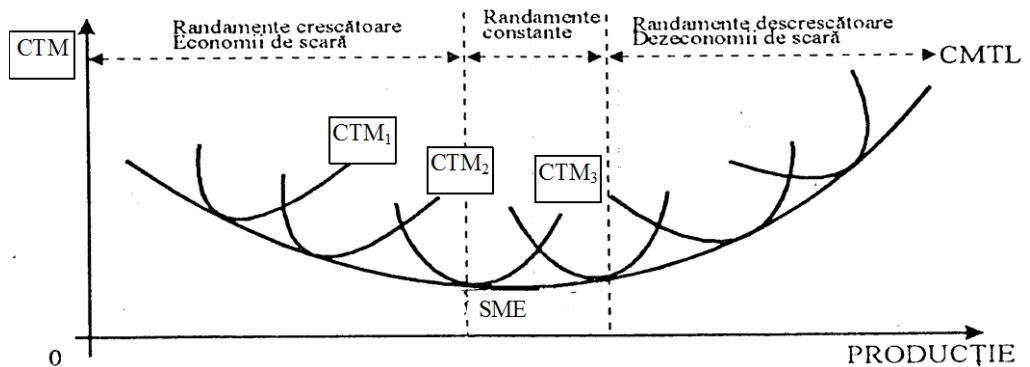 Randamente crescătoare
Economii de scară
Randamente
constante
Randamente descrescătoare
Dezeconomii de scară
CTM
CMTL
CTM₁
CTM₂
CTM₃
SME
0
PRODUCŢIE